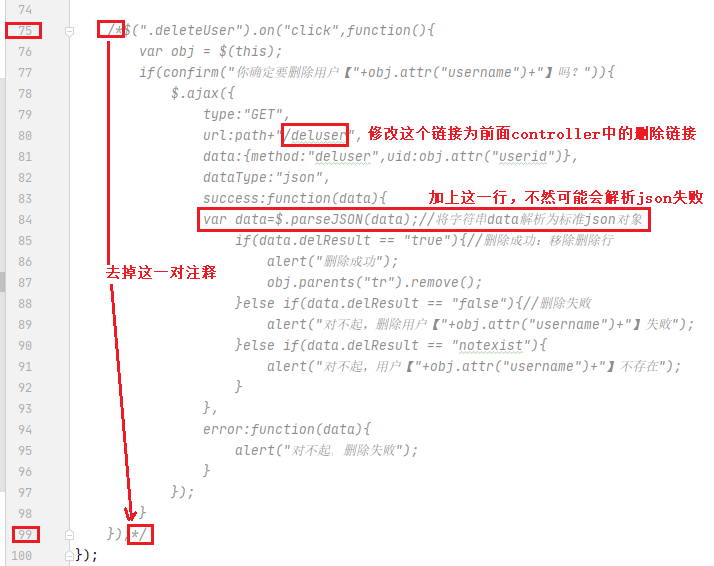 74
75 /*$(".deleteUser").on("click",function(){
76 var obj = $(this);
77 if(confirm("你确定要删除用户【"+obj.attr("username")+"】吗?")){
78 $.ajax({
79 type:"GET",
80 url:path+"/deluser", 修改这个链接为前面controller中的删除链接
81 data:{method:"deluser",uid:obj.attr("userid")},
82 dataType:"json",
83 success:function(data){ 加上这一行，不然可能会解析json失败
84 var data=$.parseJSON(data);//将字符串data解析为标准json对象
85 if(data.delResult == "true"){//删除成功：移除删除行
86 alert("删除成功");
87 obj.parents("tr").remove();
去掉这一对注释
88 }else if(data.delResult == "false"){//删除失败
89 alert("对不起，删除用户【"+obj.attr("username")+"】失败");
90 }else if(data.delResult == "notexist"){
91 alert("对不起，用户【"+obj.attr("username")+"】不存在");
92 }
93 },
94 error:function(data){
95 alert("对不起，删除失败");
96 }
97 });
98 }
99 });*/
100 });